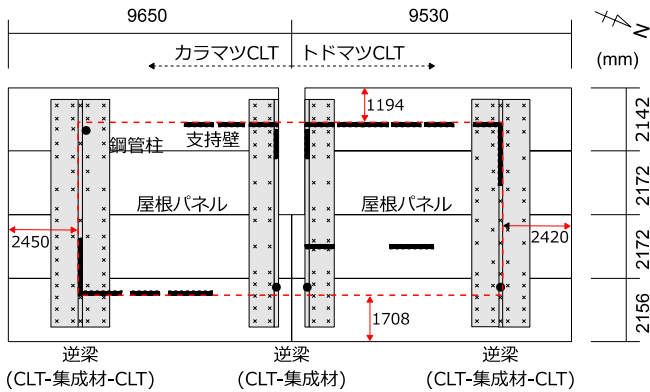 9650
9530
N
カラマツCLT
トドマツCLT
(mm)
1194
2142
鋼管柱
支持壁
2172
屋根パネル
屋根パネル
2450
2420
2172
1708
2156
逆梁
(CLT-集成材-CLT)
逆梁
(CLT-集成材)
逆梁
(CLT-集成材-CLT)